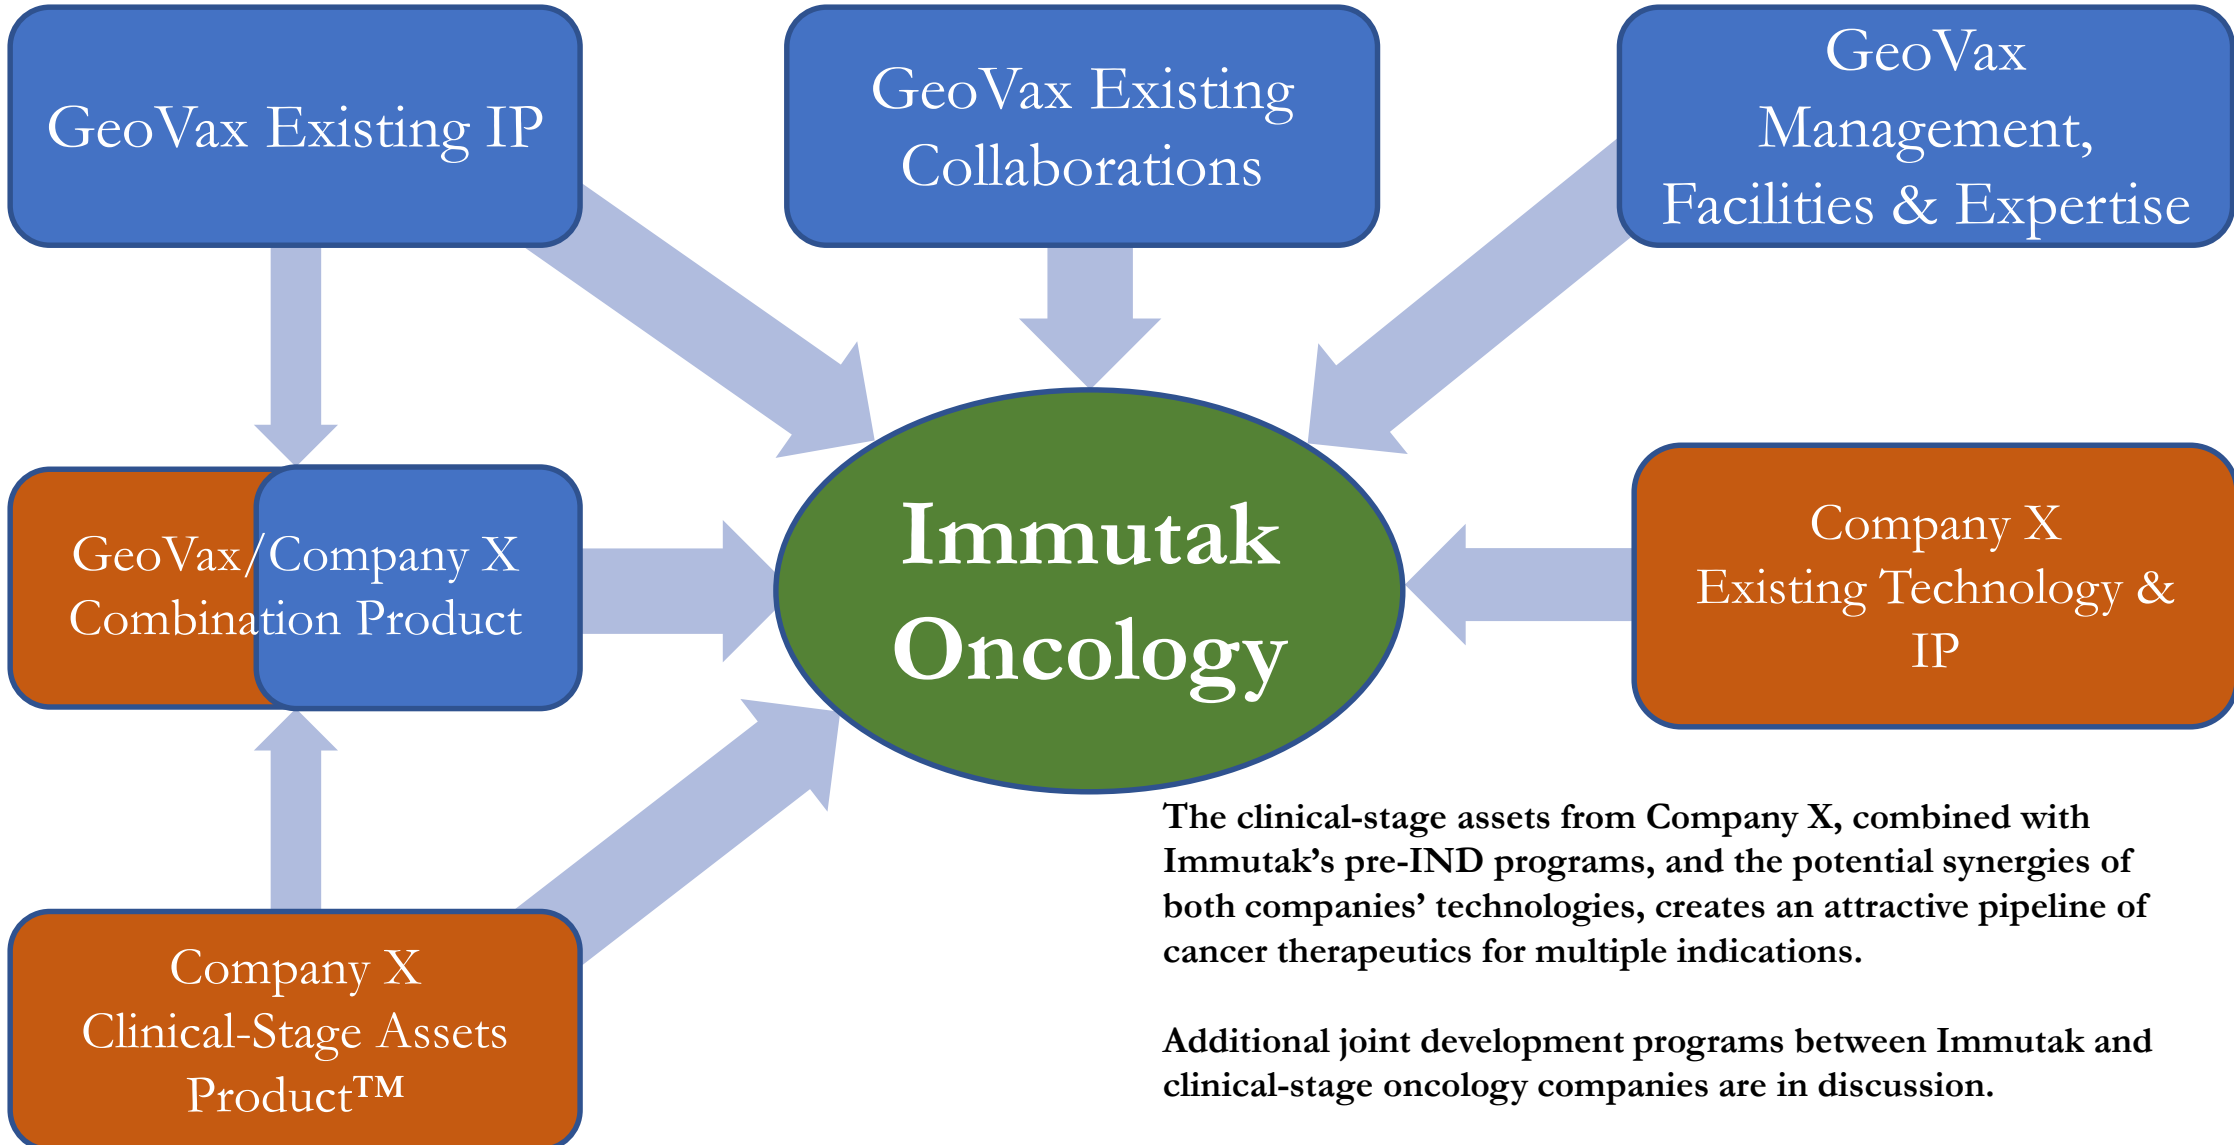 GeoVax Existing IP
GeoVax Existing
Collaborations
GeoVax
Management,
Facilities & Expertise
GeoVax/Company X
Combination Product
Immutak
Oncology
Company X
Existing Technology &
IP
Company X
Clinical-Stage Assets
Product™
The clinical-stage assets from Company X, combined with
Immutak’s pre-IND programs, and the potential synergies of
both companies’ technologies, creates an attractive pipeline of
cancer therapeutics for multiple indications.
Additional joint development programs between Immutak and
clinical-stage oncology companies are in discussion.